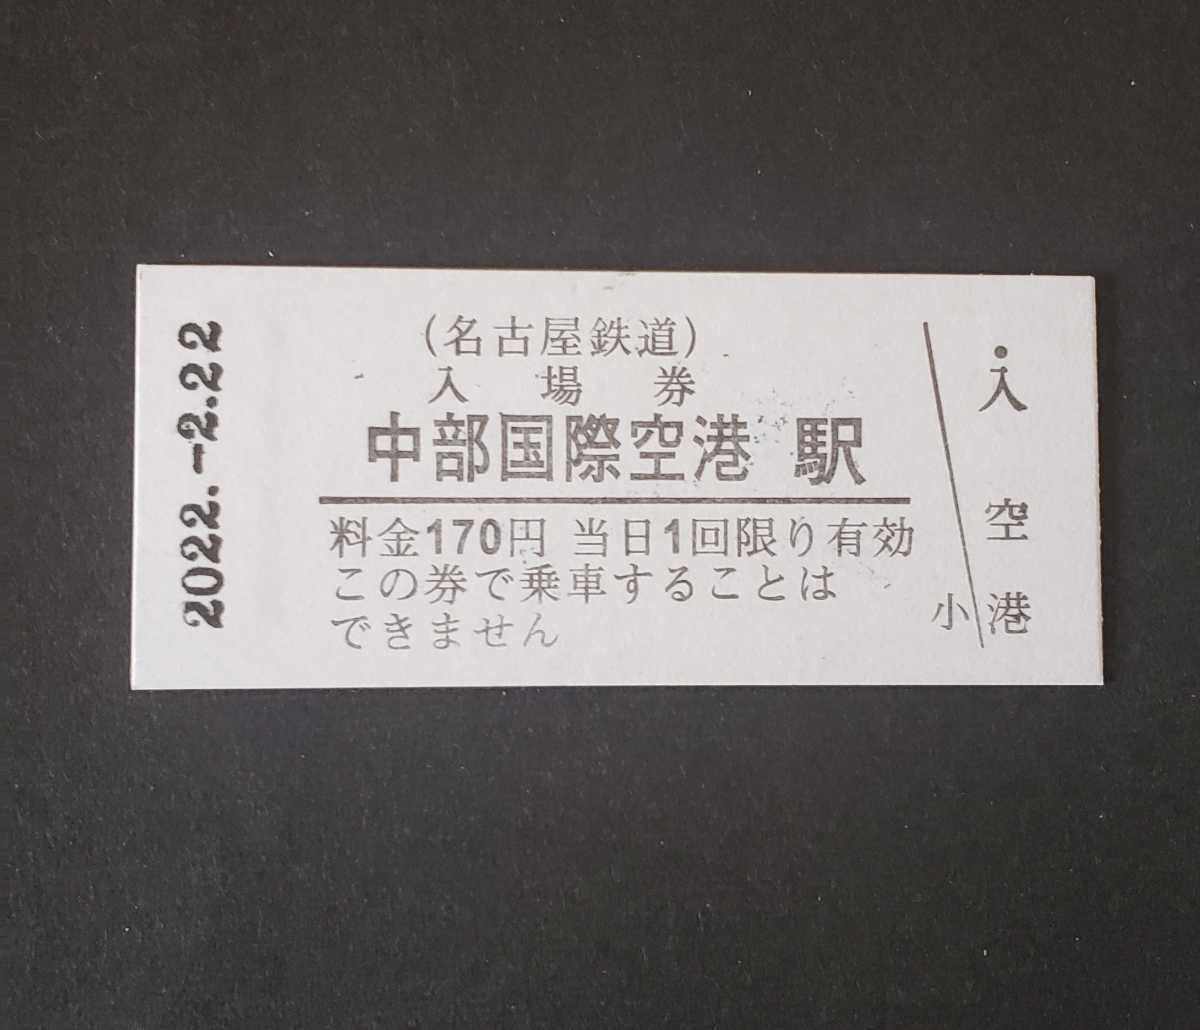 2022.-2.22
(名古屋鉄道)
入場券
中部国際空港 駅
料金170円 当日1回限り有効
この券で乗車することは
できません
小
・入
空港